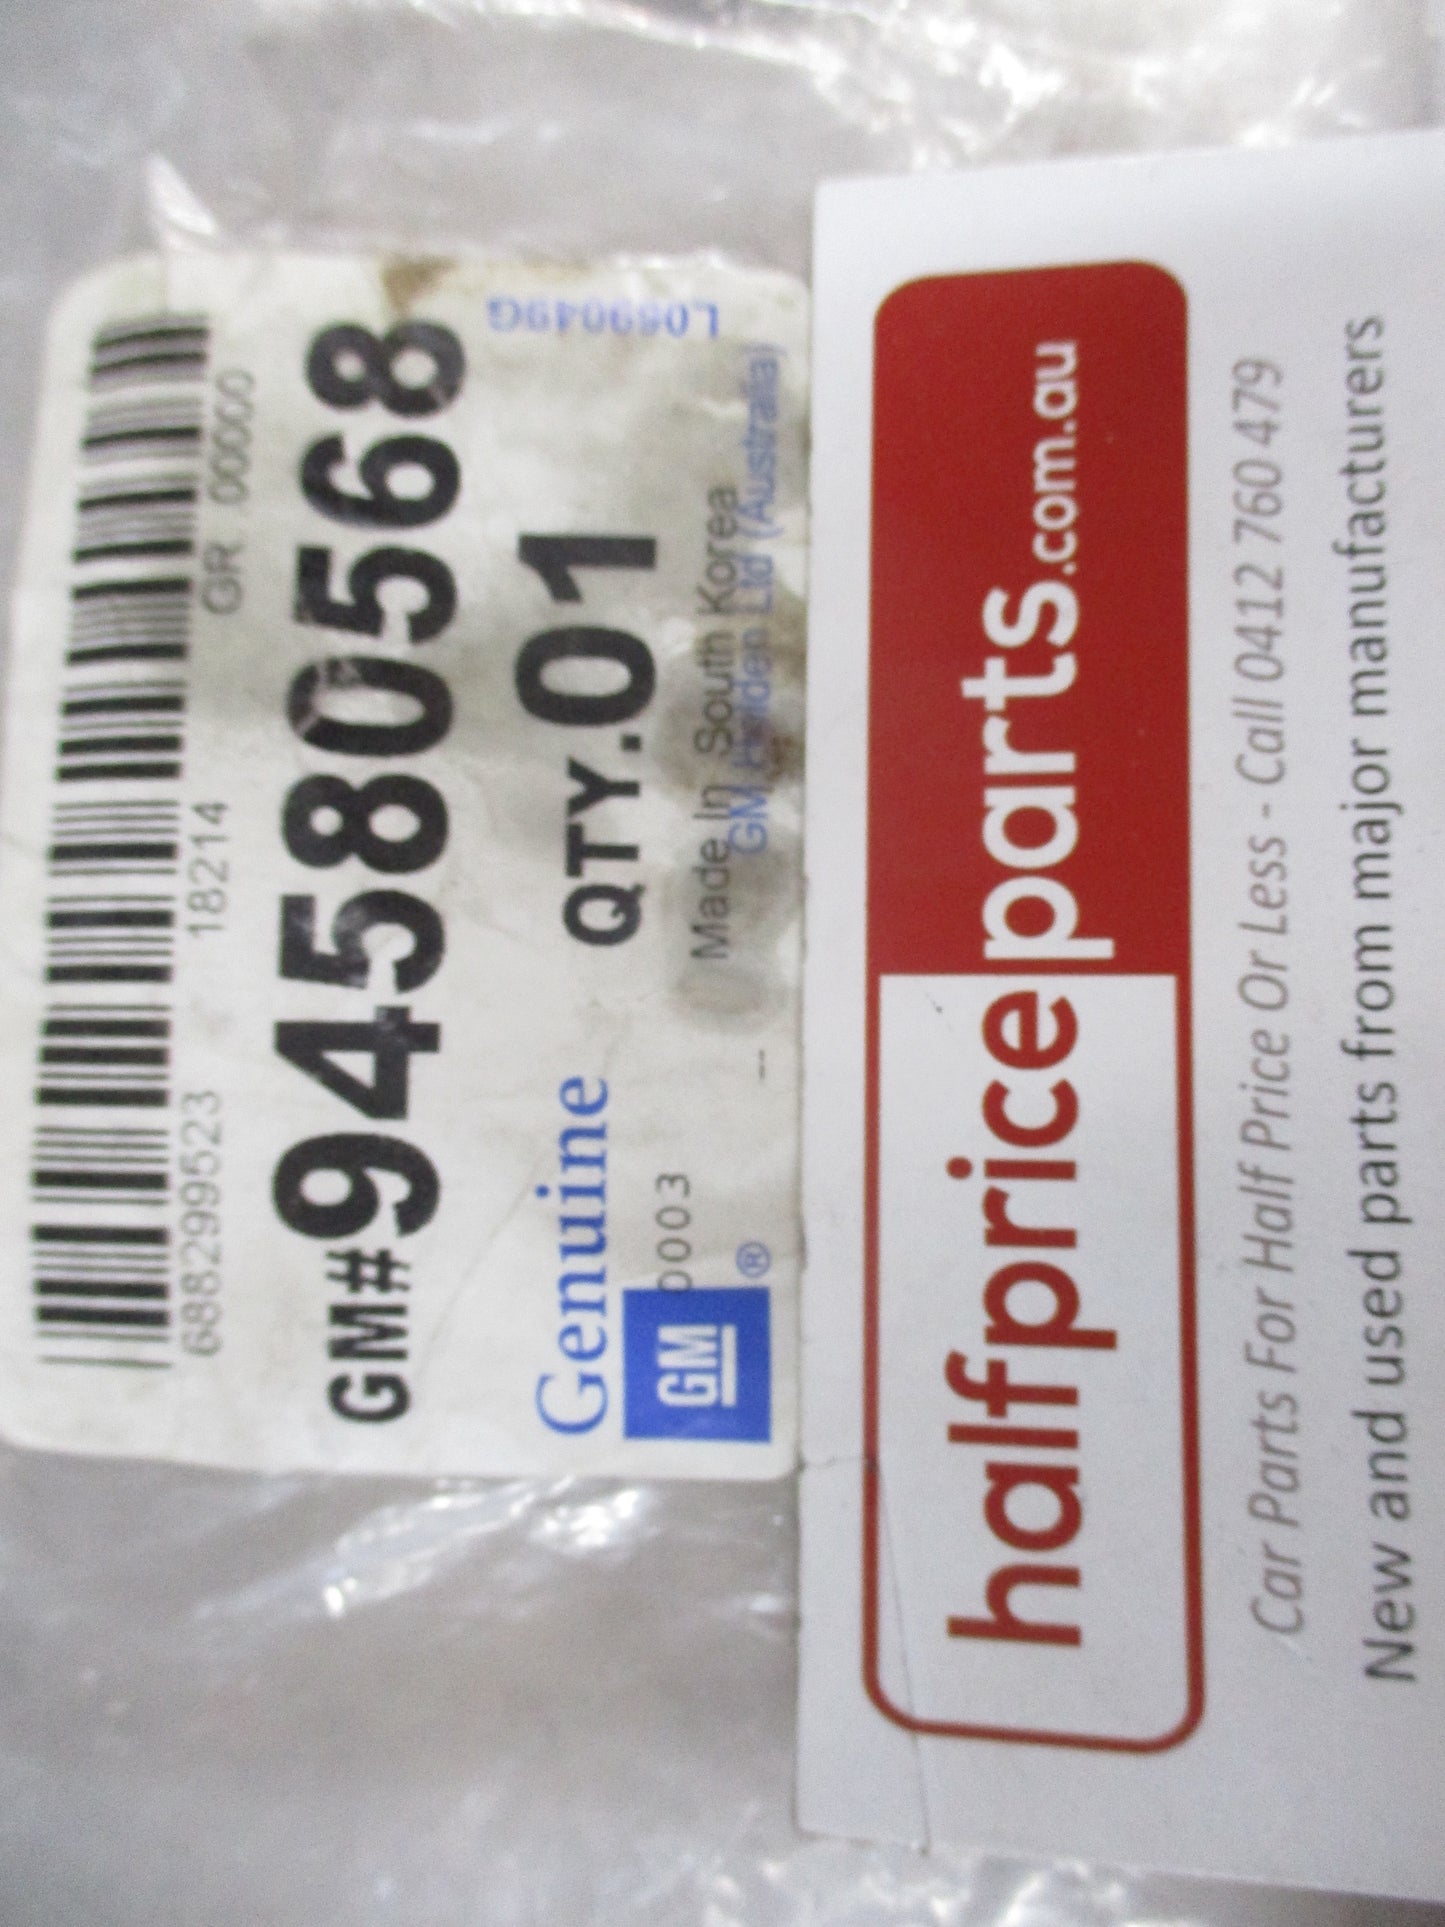 688299523 18214 GR. 00000
GM#94580568
Genuine QTY.01
GM
®
0003
Made In South Korea
GM Holden Ltd (Australia)
halfpriceparts.com.au
Car Parts For Half Price Or Less - Call 0412 760 479
New and used parts from major manufacturers